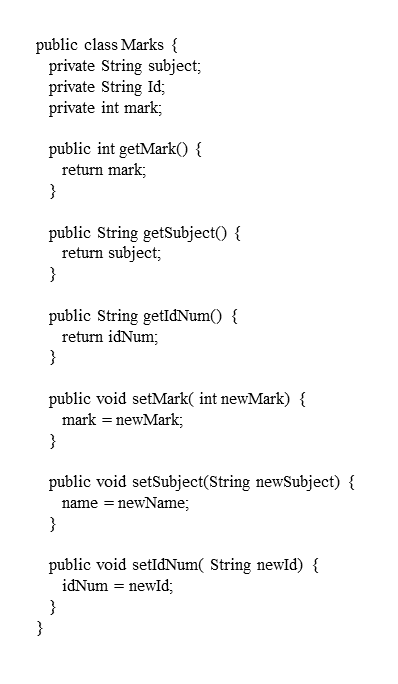 public class Marks {
private String subject;
private String Id;
private int mark;
public int getMark() {
return mark;
}
public String getSubject() {
return subject;
}
public String getIdNum() {
return idNum;
}
public void setMark( int newMark) {
mark = newMark;
}
public void setSubject(String newSubject) {
name = newName;
}
public void setIdNum( String newId) {
idNum = newId;
}
}